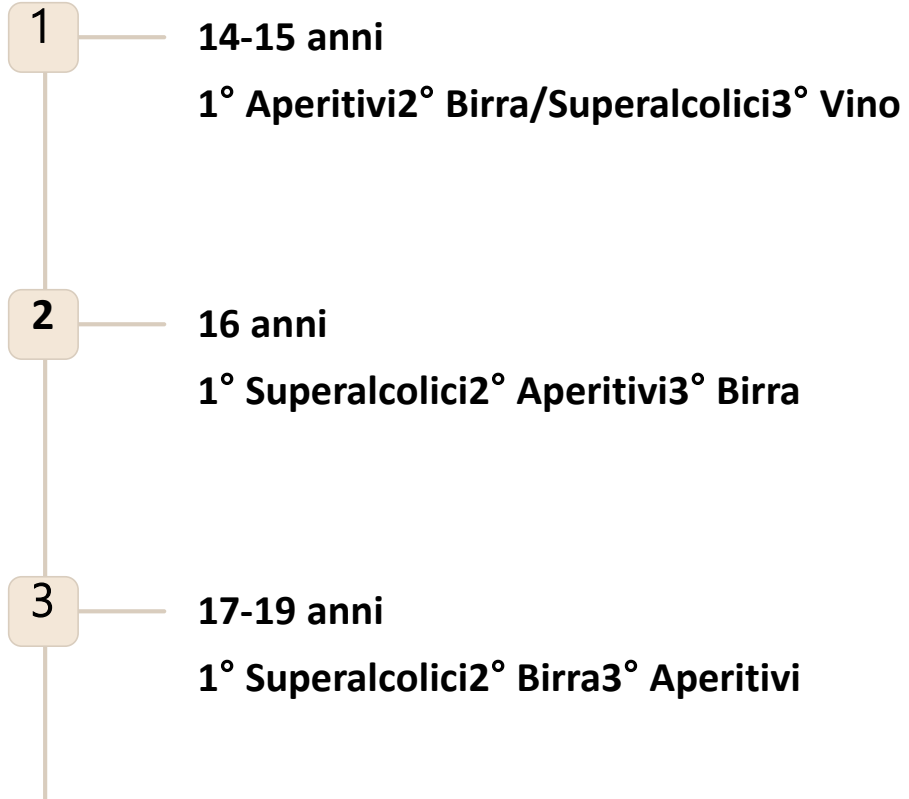 1
14-15 anni
1° Aperitivi2° Birra/Superalcolici3° Vino
2
16 anni
1° Superalcolici2° Aperitivi3° Birra
3
17-19 anni
1° Superalcolici2° Birra3° Aperitivi